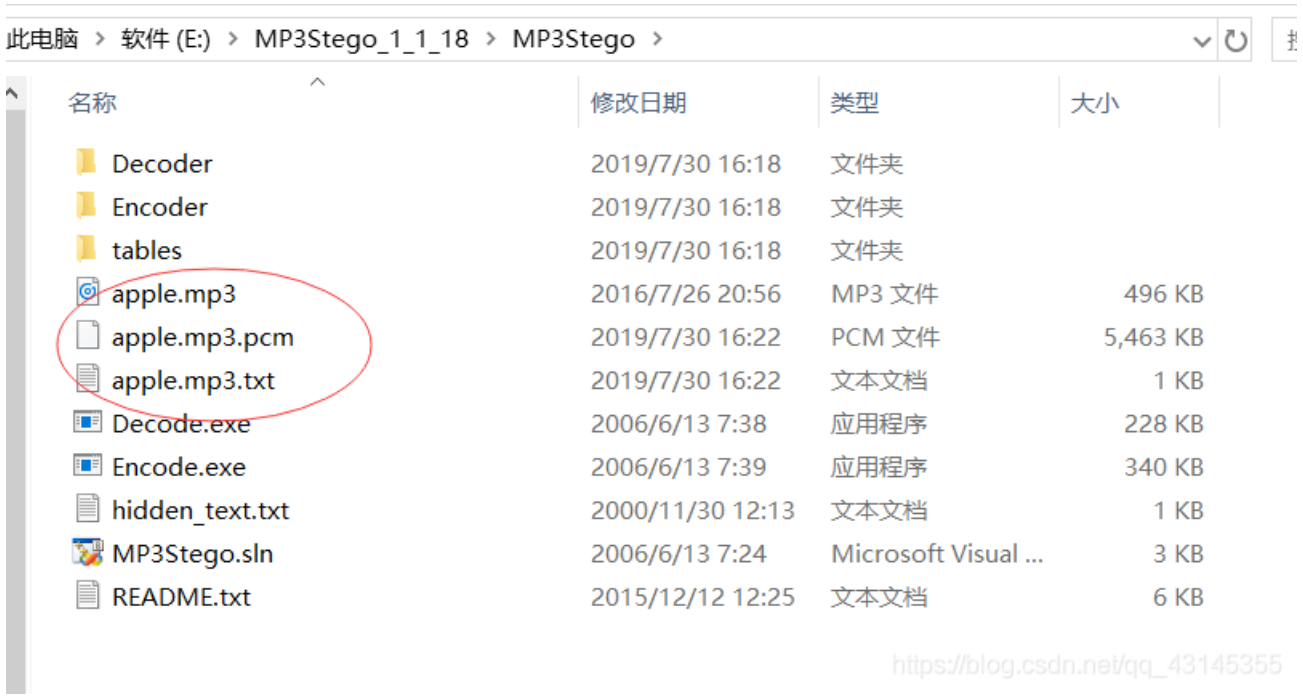 此电脑 > 软件 (E:) > MP3Stego_1_1_18 > MP3Stego >
名称 修改日期 类型 大小
Decoder 2019/7/30 16:18 文件夹
Encoder 2019/7/30 16:18 文件夹
tables 2019/7/30 16:18 文件夹
apple.mp3 2016/7/26 20:56 MP3 文件 496 KB
apple.mp3.pcm 2019/7/30 16:22 PCM 文件 5,463 KB
apple.mp3.txt 2019/7/30 16:22 文本文档 1 KB
Decode.exe 2006/6/13 7:38 应用程序 228 KB
Encode.exe 2006/6/13 7:39 应用程序 340 KB
hidden_text.txt 2000/11/30 12:13 文本文档 1 KB
MP3Stego.sln 2006/6/13 7:24 Microsoft Visual ... 3 KB
README.txt 2015/12/12 12:25 文本文档 6 KB
https://blog.csdn.net/qq_43145355